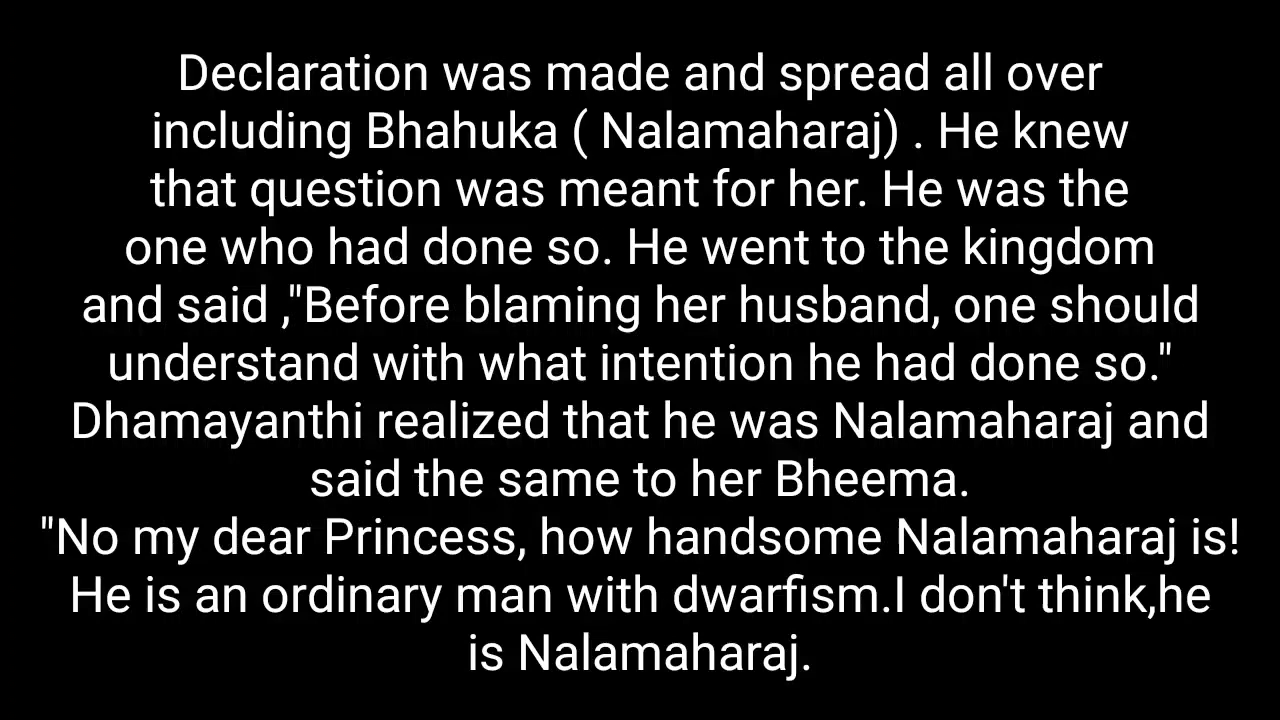 Declaration was made and spread all over
including Bhahuka ( Nalamaharaj) . He knew
that question was meant for her. He was the
one who had done so. He went to the kingdom
and said ,"Before blaming her husband, one should
understand with what intention he had done so."
Dhamayanthi realized that he was Nalamaharaj and
said the same to her Bheema.
"No my dear Princess, how handsome Nalamaharaj is!
He is an ordinary man with dwarfism.I don't think,he
is Nalamaharaj.